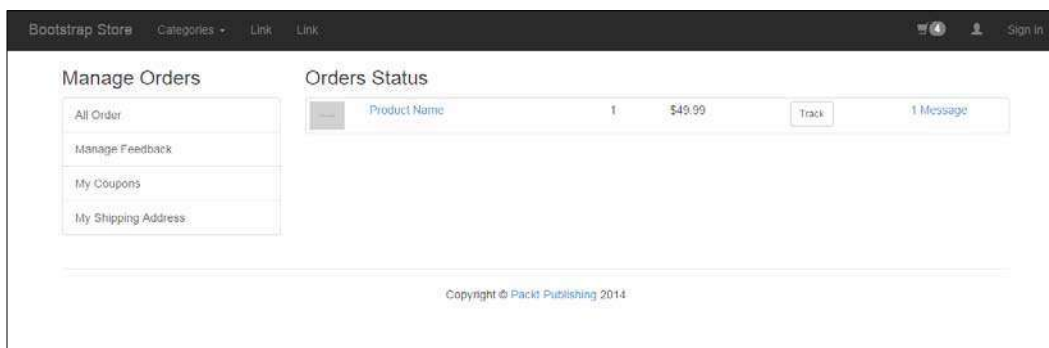 Bootstrap Store Categories Link Link 4 Sign In
Manage Orders
All Order
Manage Feedback
My Coupons
My Shipping Address
Orders Status
Product Name 1 $49.99 Track 1 Message
Copyright © Packt Publishing 2014